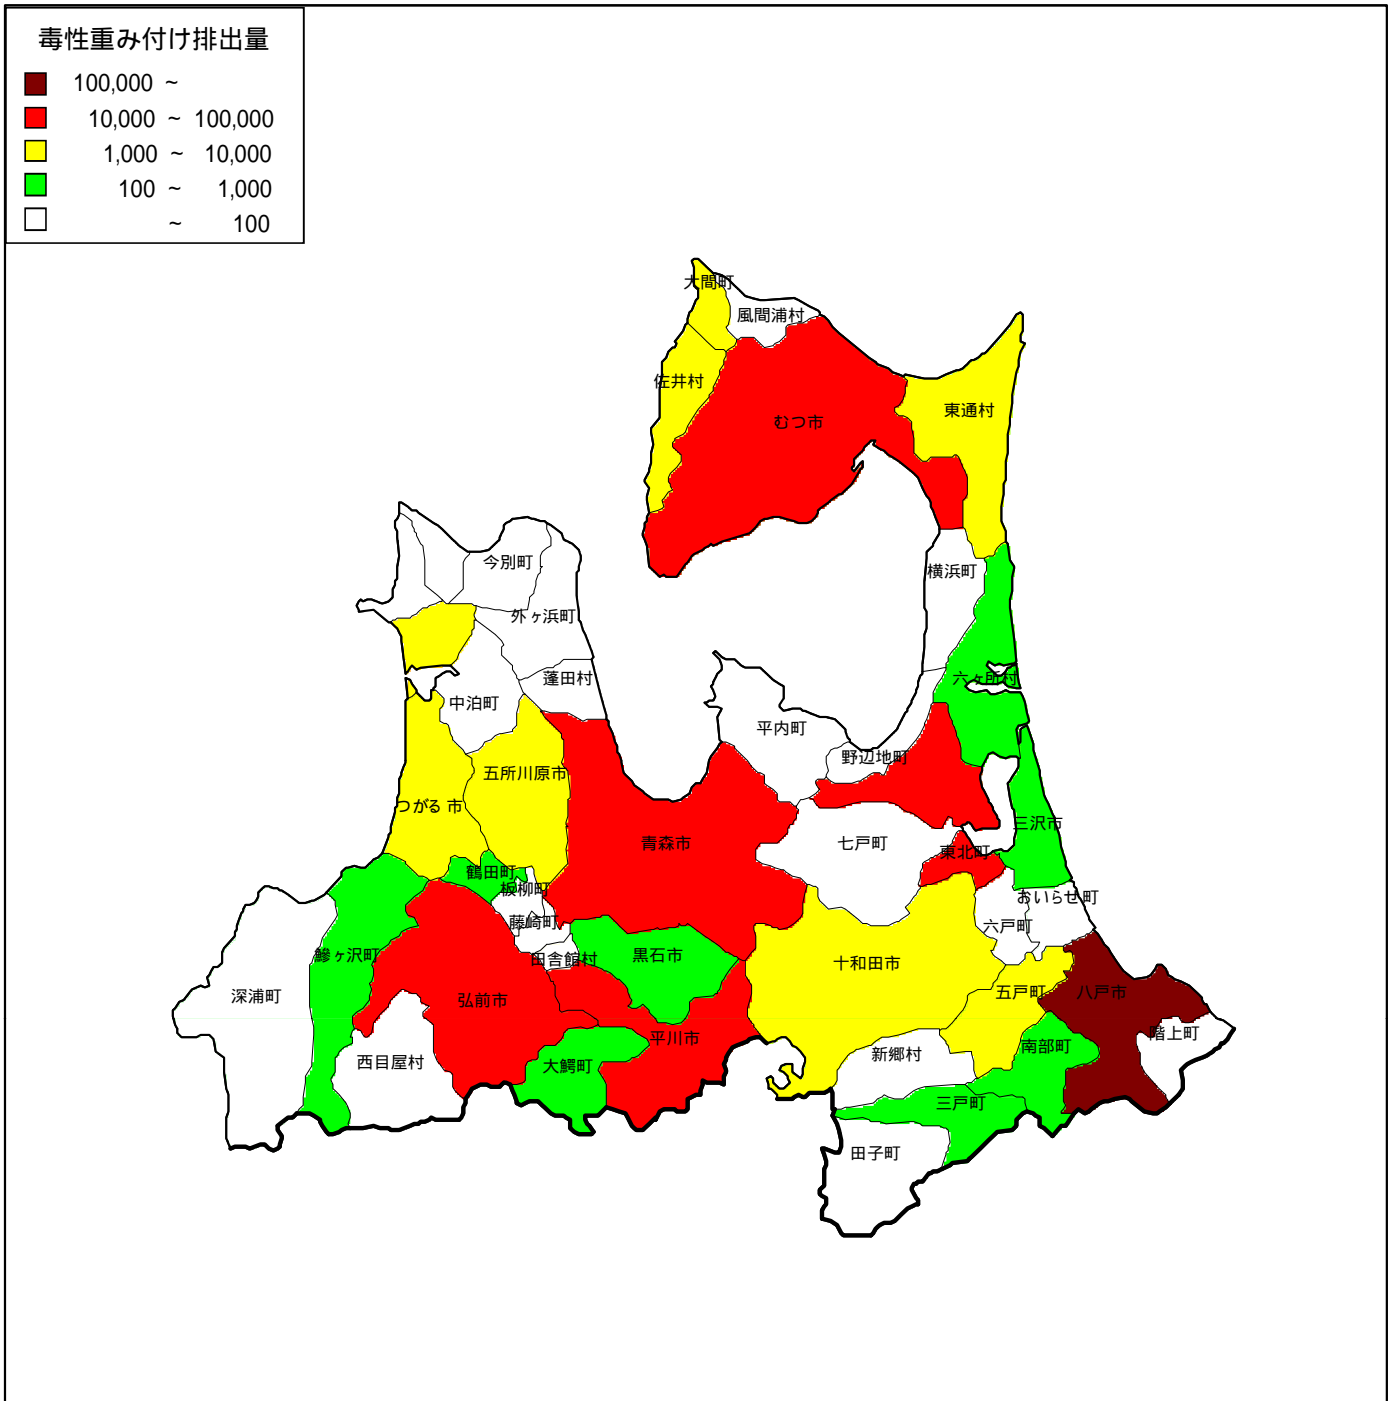 毒性重み付け排出量
100,000 ~
10,000 ~ 100,000
1,000 ~ 10,000
100 ~ 1,000
~ 100
大間町
風間浦村
佐井村
東通村
むつ市
今別町
横浜町
外ヶ浜町
蓬田村
六ヶ所村
中泊町
平内町
野辺地町
五所川原市
つがる市
三沢市
青森市
七戸町
東北町
鶴田町
板柳町
おいらせ町
藤崎町
六戸町
鰺ヶ沢町
田舎館村
黒石市
十和田市
深浦町
弘前市
五戸町
八戸市
平川市
階上町
西目屋村
大鰐町
新郷村
南部町
三戸町
田子町